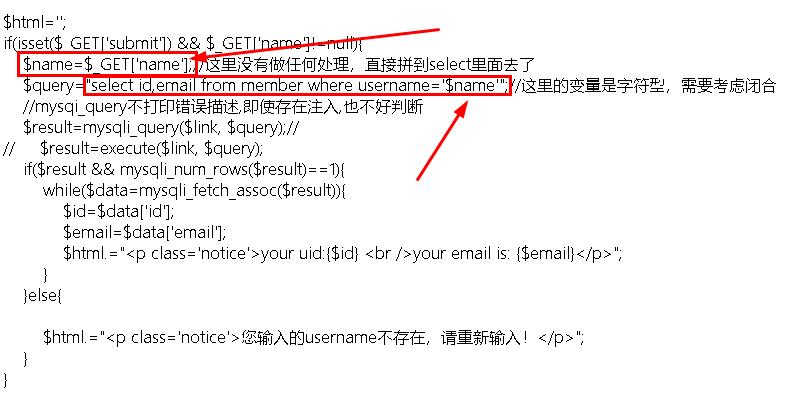 $html='';
if(isset($_GET['submit']) && $_GET['name']!=null){
$name=$_GET['name'];//这里没有做任何处理，直接拼到select里面去了
$query="select id,email from member where username='$name'";//这里的变量是字符型，需要考虑闭合
//mysqi_query不打印错误描述,即使存在注入,也不好判断
$result=mysqli_query($link, $query);//
// $result=execute($link, $query);
if($result && mysqli_num_rows($result)==1){
while($data=mysqli_fetch_assoc($result)){
$id=$data['id'];
$email=$data['email'];
$html.="<p class='notice'>your uid:{$id} <br />your email is: {$email}</p>";
}
}else{
$html.="<p class='notice'>您输入的username不存在，请重新输入！</p>";
}
}